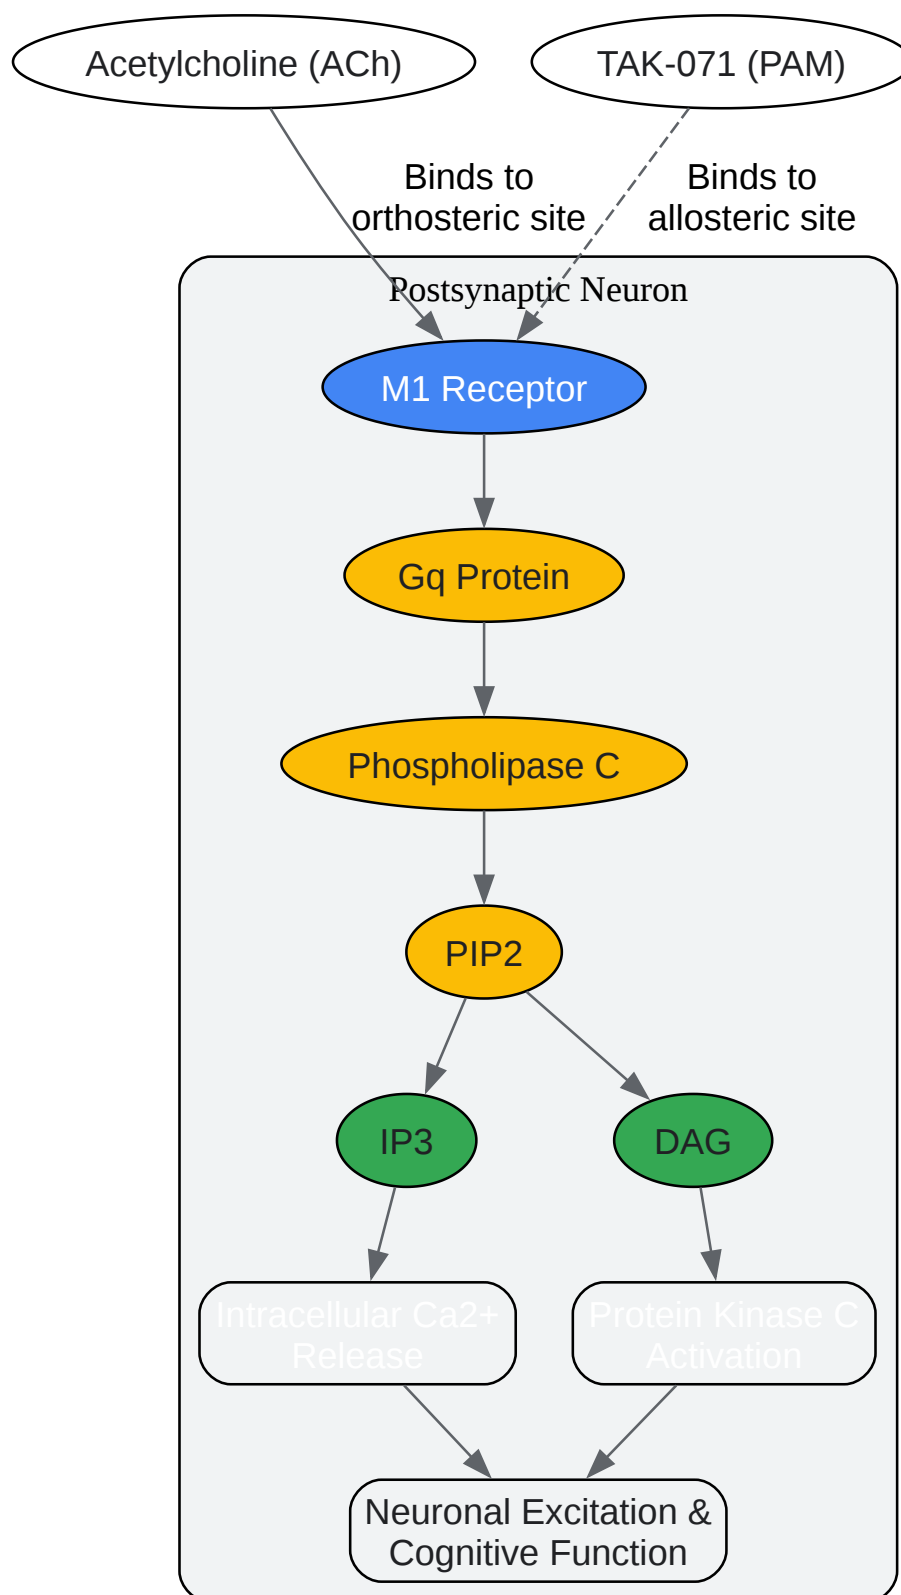 Acetylcholine (ACh)
TAK-071 (PAM)
Binds to
orthosteric site
Binds to
allosteric site
Postsynaptic Neuron
M1 Receptor
Gq Protein
Phospholipase C
PIP2
IP3
DAG
Intracellular Ca2+
Release
Protein Kinase C
Activation
Neuronal Excitation &
Cognitive Function